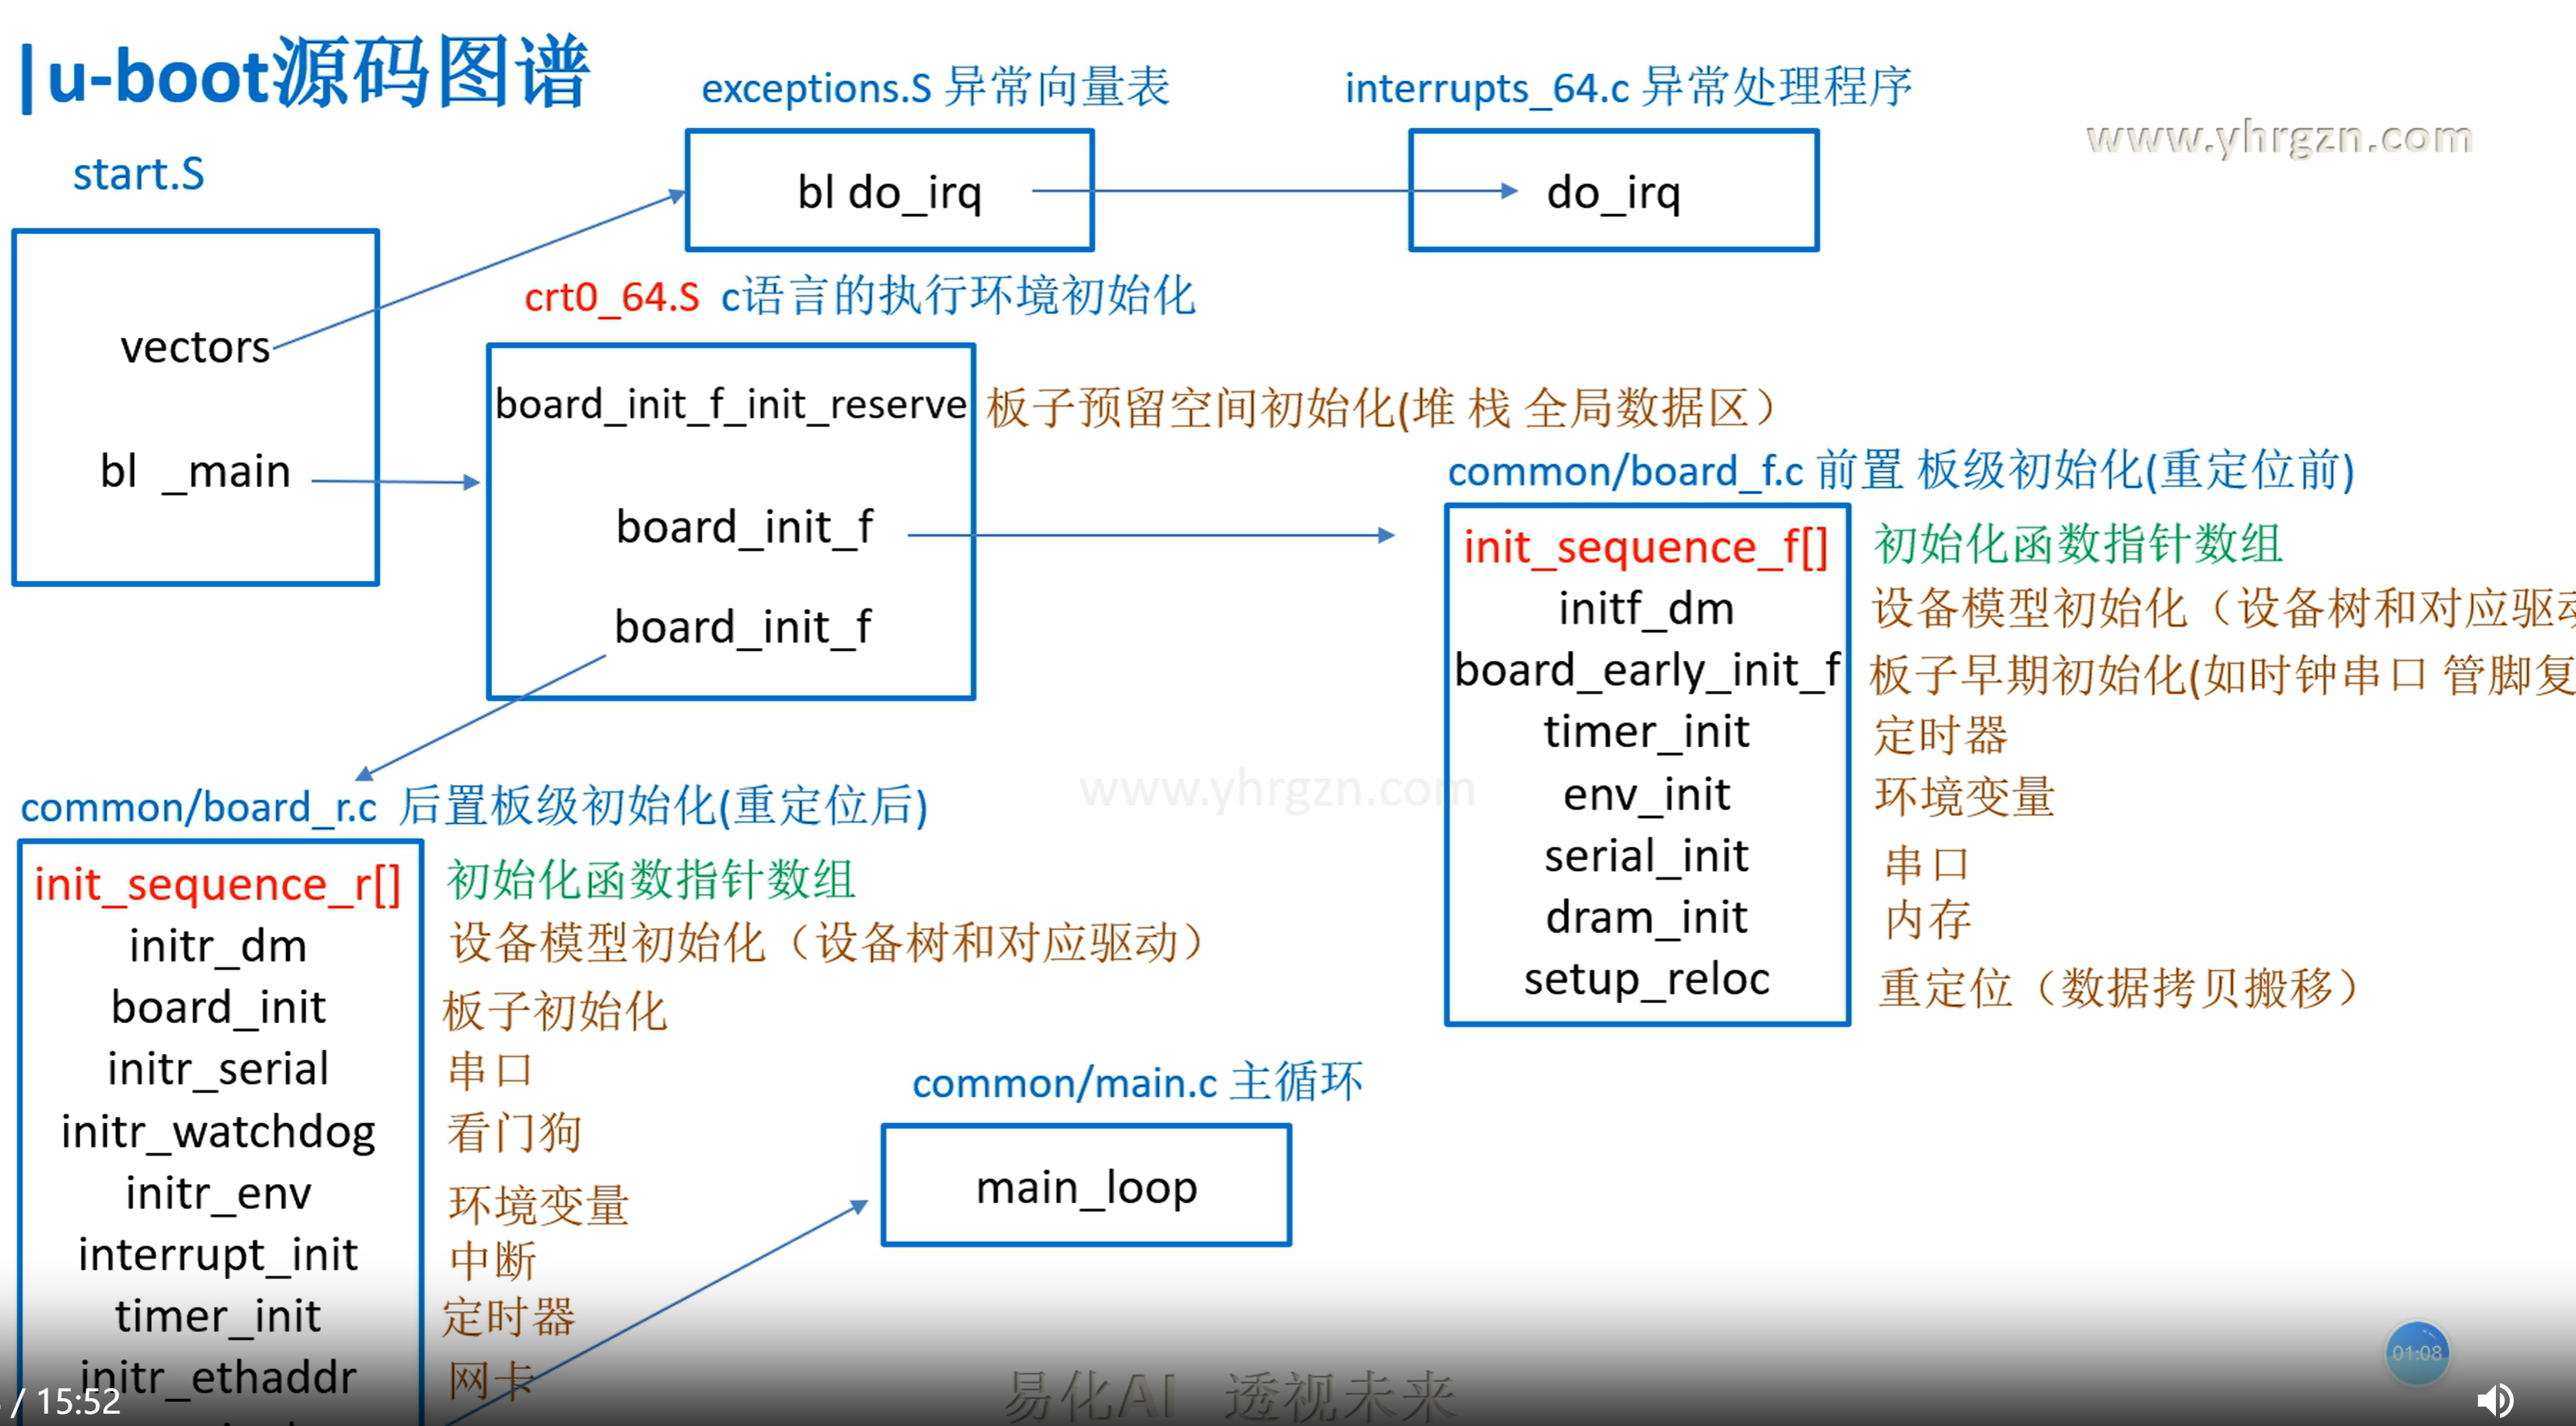 |u-boot源码图谱
exceptions.S 异常向量表
interrupts_64.c 异常处理程序
www.yhrgzn.com
start.S
bl do_irq
do_irq
vectors
bl _main
crt0_64.S c语言的执行环境初始化
board_init_f_init_reserve 板子预留空间初始化(堆 栈 全局数据区）
board_init_f
board_init_f
common/board_f.c 前置 板级初始化(重定位前)
init_sequence_f[] 初始化函数指针数组
initf_dm 设备模型初始化（设备树和对应驱动
board_early_init_f 板子早期初始化(如时钟串口 管脚复
timer_init 定时器
env_init 环境变量
serial_init 串口
dram_init 内存
setup_reloc 重定位（数据拷贝搬移）
www.yhrgzn.com
common/board_r.c 后置板级初始化(重定位后)
init_sequence_r[] 初始化函数指针数组
initr_dm 设备模型初始化（设备树和对应驱动）
board_init 板子初始化
initr_serial 串口
initr_watchdog 看门狗
initr_env 环境变量
interrupt_init 中断
timer_init 定时器
initr_ethaddr 网卡
common/main.c 主循环
main_loop
01:08
/ 15:52
易化AI 透视未来